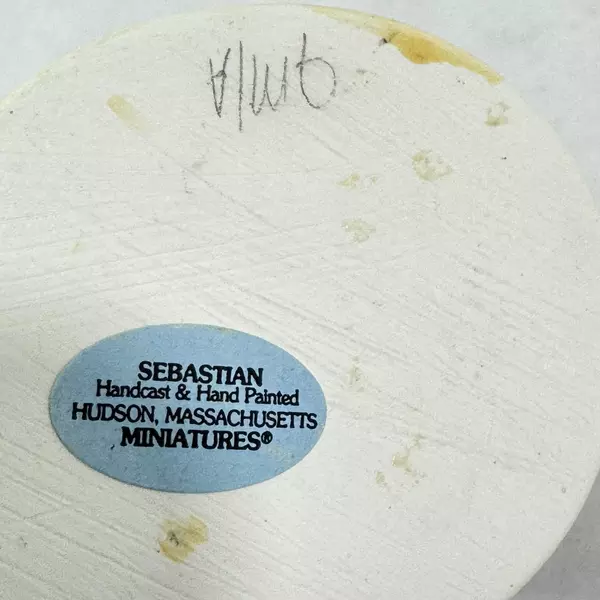 SEBASTIAN
Handcast & Hand Painted
HUDSON, MASSACHUSETTS
MINIATURES®